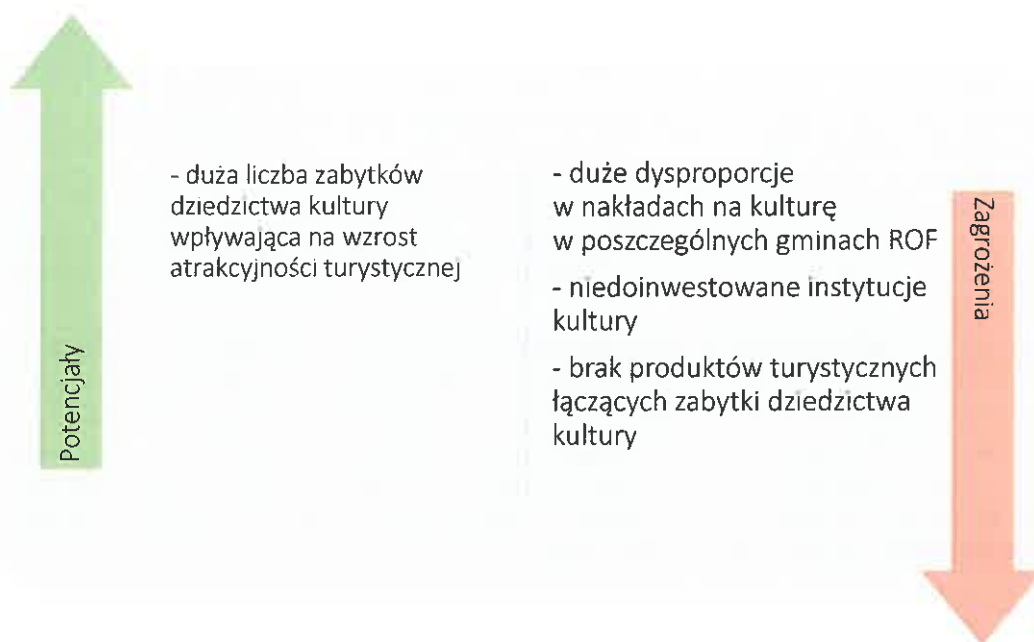 Potencjały
- duża liczba zabytków
dziedzictwa kultury
wpływająca na wzrost
atrakcyjności turystycznej
- duże dysproporcje
w nakładach na kulturę
w poszczególnych gminach ROF
- niedoinwestowane instytucje
kultury
- brak produktów turystycznych
łączących zabytki dziedzictwa
kultury
Zagrożenia